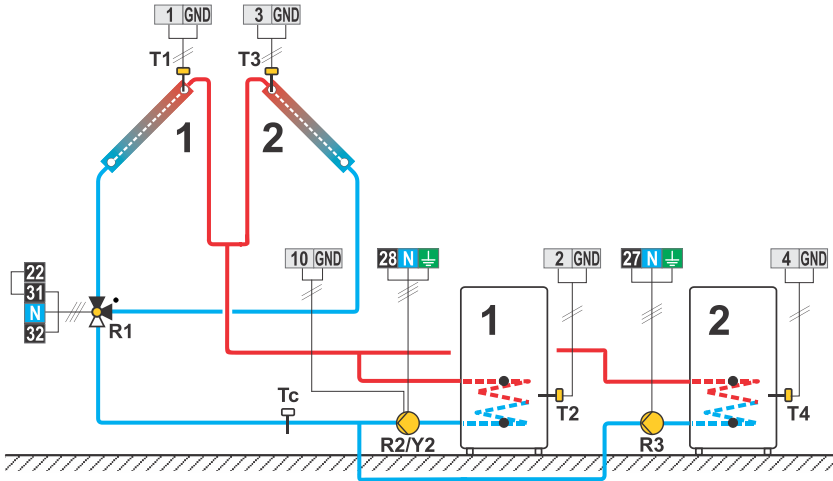 1 GND
3 GND
T1
T3
1
2
10 GND
28 N
2 GND
27 N
4 GND
22
31
N
32
R1
1
2
Tc
T2
T4
R2/Y2
R3